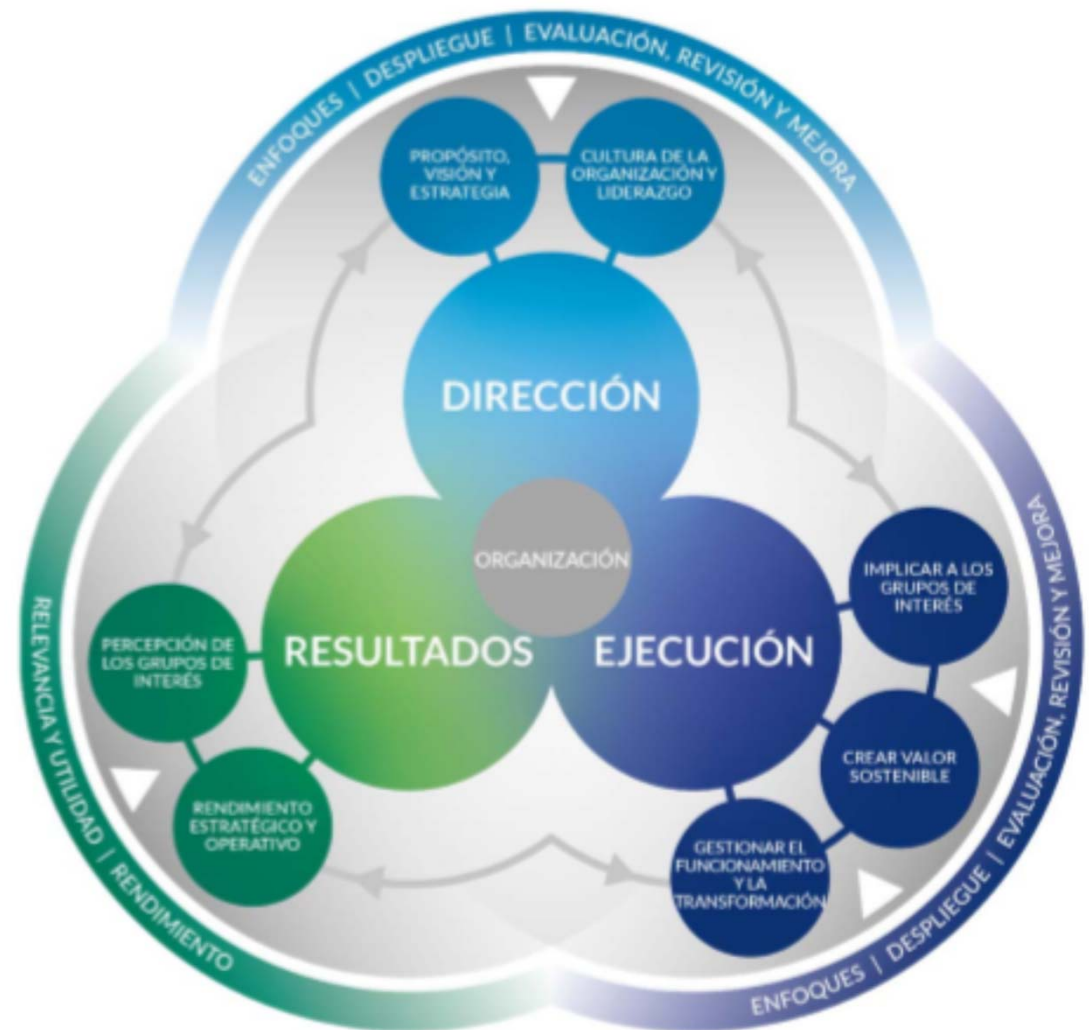 ENFOQUES | DESPLIEGUE | EVALUACIÓN, REVISIÓN Y MEJORA
PROPÓSITO,
VISIÓN Y
ESTRATEGIA
CULTURA DE LA
ORGANIZACIÓN Y
LIDERAZGO
DIRECCIÓN
ORGANIZACIÓN
RESULTADOS
EJECUCIÓN
IMPLICAR A LOS
GRUPOS DE
INTERÉS
CREAR VALOR
SOSTENIBLE
GESTIONAR EL
FUNCIONAMIENTO
Y LA
TRANSFORMACIÓN
PERCEPCIÓN DE
LOS GRUPOS DE
INTERÉS
RENDIMIENTO
ESTRATÉGICO Y
OPERATIVO
RELEVANCIA Y UTILIDAD | RENDIMIENTO
ENFOQUES | DESPLIEGUE | EVALUACIÓN, REVISIÓN Y MEJORA